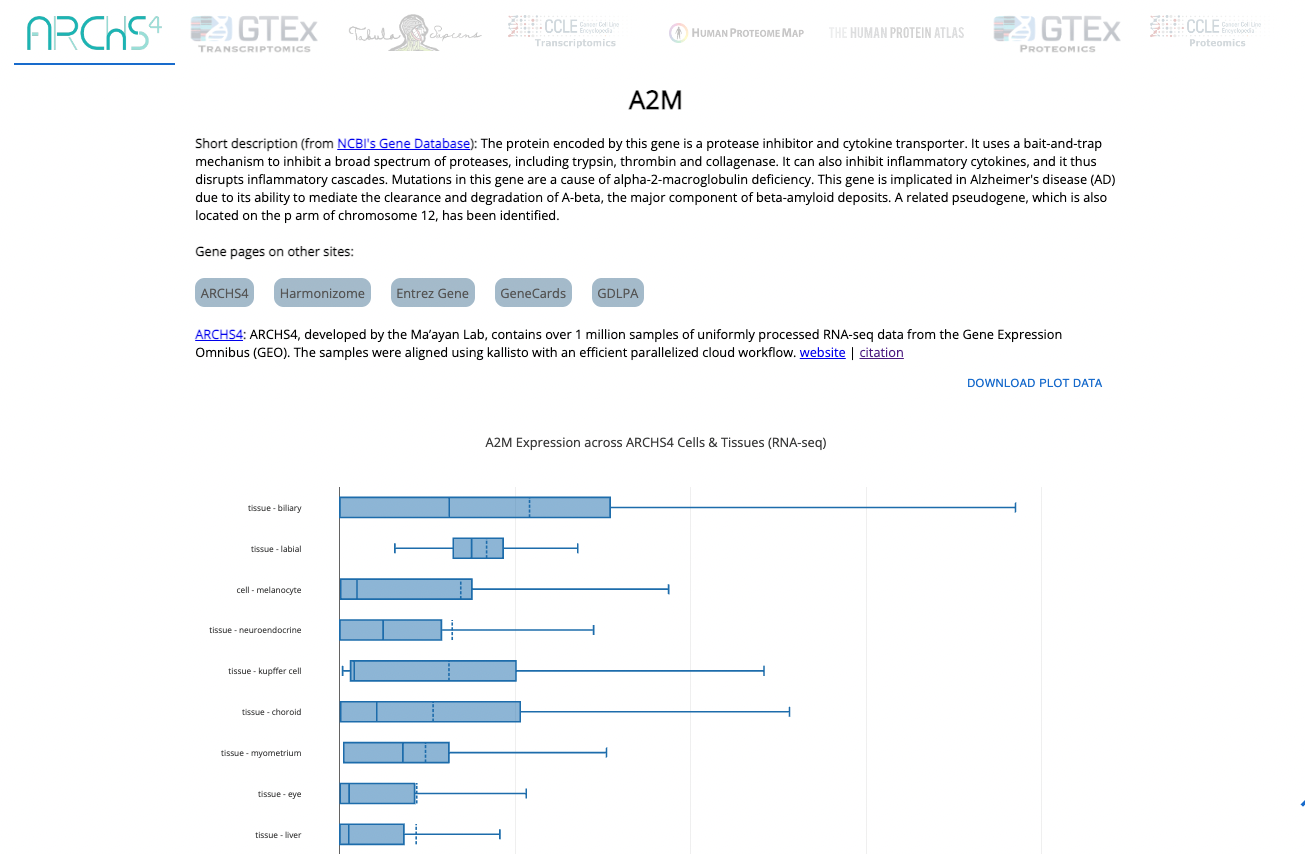 ARCHS4
GTEx
TRANSCRIPTOMICS
Tabula Sapiens
CCLE Cancer Cell Line Encyclopedia
Transcriptomics
HUMAN PROTEOME MAP
THE HUMAN PROTEIN ATLAS
GTEx
PROTEOMICS
CCLE Cancer Cell Line Encyclopedia
Proteomics
A2M
Short description (from NCBI's Gene Database): The protein encoded by this gene is a protease inhibitor and cytokine transporter. It uses a bait-and-trap
mechanism to inhibit a broad spectrum of proteases, including trypsin, thrombin and collagenase. It can also inhibit inflammatory cytokines, and it thus
disrupts inflammatory cascades. Mutations in this gene are a cause of alpha-2-macroglobulin deficiency. This gene is implicated in Alzheimer's disease (AD)
due to its ability to mediate the clearance and degradation of A-beta, the major component of beta-amyloid deposits. A related pseudogene, which is also
located on the p arm of chromosome 12, has been identified.
Gene pages on other sites:
ARCHS4 Harmonizome Entrez Gene GeneCards GDLPA
ARCHS4: ARCHS4, developed by the Ma’ayan Lab, contains over 1 million samples of uniformly processed RNA-seq data from the Gene Expression
Omnibus (GEO). The samples were aligned using kallisto with an efficient parallelized cloud workflow. website | citation
DOWNLOAD PLOT DATA
A2M Expression across ARCHS4 Cells & Tissues (RNA-seq)
tissue - biliary
tissue - labial
cell - melanocyte
tissue - neuroendocrine
tissue - kupffer cell
tissue - choroid
tissue - myometrium
tissue - eye
tissue - liver